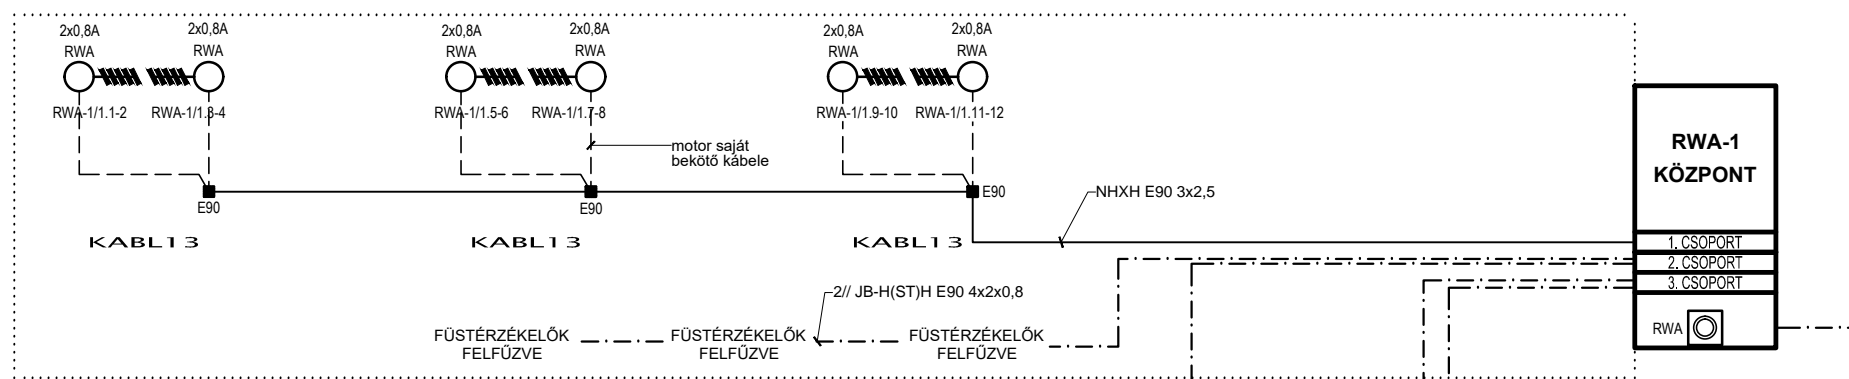 2x0,8A
RWA
2x0,8A
RWA
2x0,8A
RWA
2x0,8A
RWA
2x0,8A
RWA
2x0,8A
RWA
RWA-1/1.1-2
RWA-1/1.3-4
RWA-1/1.5-6
RWA-1/1.7-8
RWA-1/1.9-10
RWA-1/1.11-12
motor saját
bekötő kábele
E90
E90
E90
NHXH E90 3x2,5
KABL13
KABL13
KABL13
2// JB-H(ST)H E90 4x2x0,8
FÜSTÉRZÉKELŐK
FELFŰZVE
FÜSTÉRZÉKELŐK
FELFŰZVE
FÜSTÉRZÉKELŐK
FELFŰZVE
RWA-1
KÖZPONT
1. CSOPORT
2. CSOPORT
3. CSOPORT
RWA